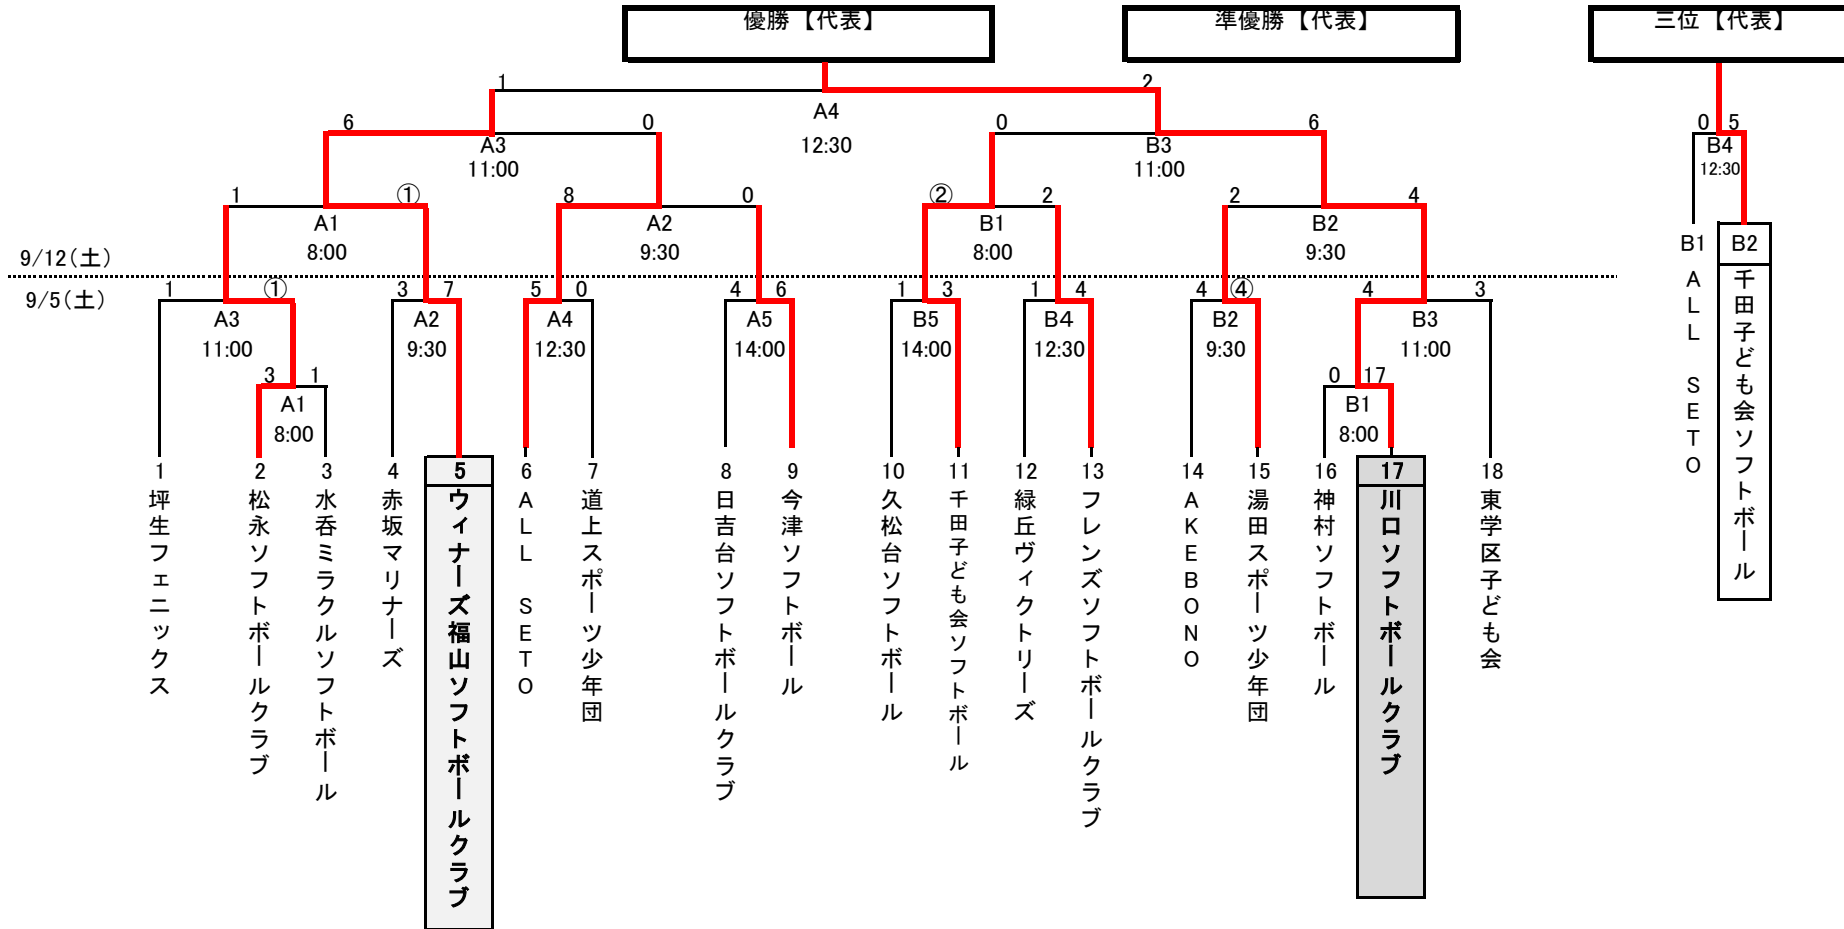 優勝【代表】 準優勝【代表】 三位【代表】
1 2
A4
6 0 0 6 0 5
A3 12:30 B3 B4
11:00 11:00 12:30
1 ① 8 0 ② 2 2 4
A1 A2 B1 B2
8:00 9:30 8:00 9:30
B1 B2
9/12(土)
9/5(土)
1 ① 3 7 5 0 4 6 1 3 1 4 4 ④ 4 3
A3 A2 A4 A5 B5 B4 B2 B3
11:00 9:30 12:30 14:00 14:00 12:30 9:30 11:00
3 1 0 17
A1 B1
8:00 8:00
1 坪生フェニックス
2 松永ソフトボールクラブ
3 水呑ミラクルソフトボール
4 赤坂マリナーズ
5 ウィナーズ福山ソフトボールクラブ
6 ALL SETO
7 道上スポーツ少年団
8 日吉台ソフトボールクラブ
9 今津ソフトボール
10 久松台ソフトボール
11 千田子ども会ソフトボール
12 緑丘ヴィクトリーズ
13 フレンズソフトボールクラブ
14 AKEBONO
15 湯田スポーツ少年団
16 神村ソフトボール
17 川口ソフトボールクラブ
18 東学区子ども会
ALL SETO
千田子ども会ソフトボール